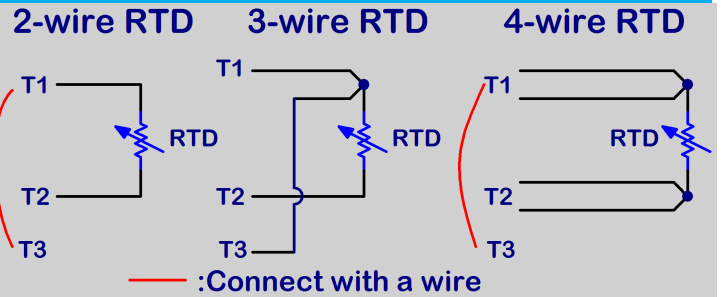 2-wire RTD 3-wire RTD 4-wire RTD
T1 T1 T1
RTD RTD RTD
T2 T2 T2
T3 T3 T3
:Connect with a wire